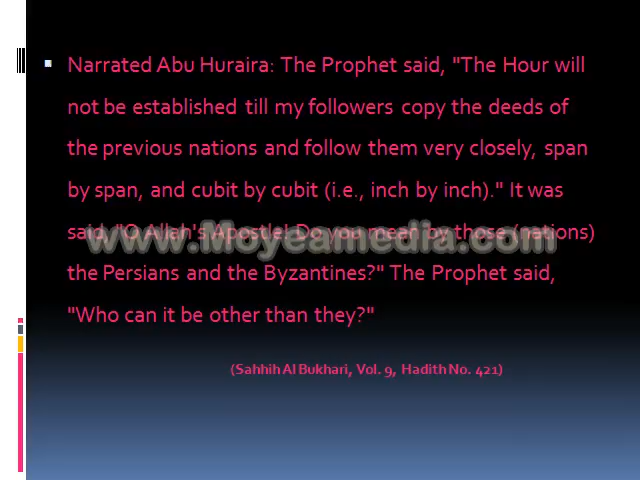 Narrated Abu Huraira: The Prophet said, "The Hour will
not be established till my followers copy the deeds of
the previous nations and follow them very closely, span
by span, and cubit by cubit (i.e., inch by inch)." It was
said, "O Allah's Apostle! Do you mean by those (nations)
www.Moyeamedia.com
the Persians and the Byzantines?" The Prophet said,
"Who can it be other than they?"
(Sahhih Al Bukhari, Vol. 9, Hadith No. 421)